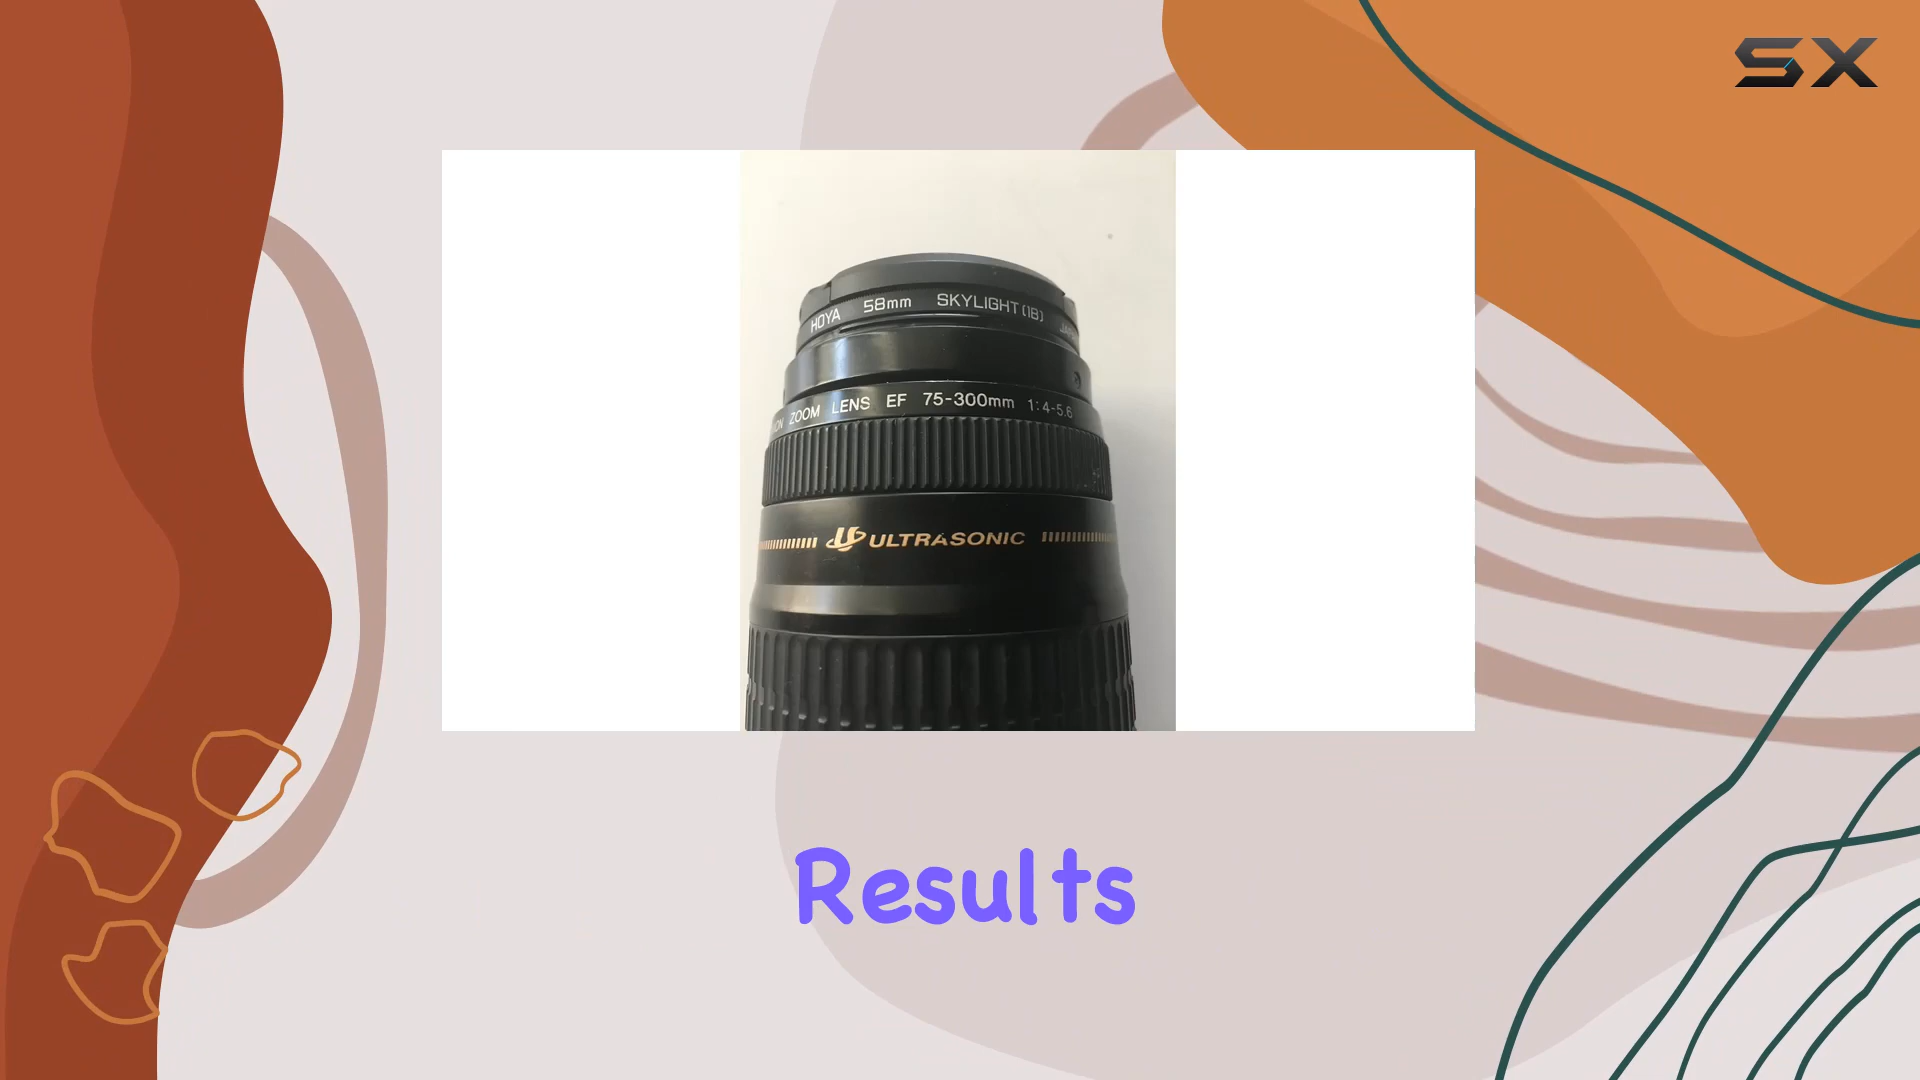 SX
HOYA 58mm SKYLIGHT(1B)
ZOOM LENS EF 75-300mm 1:4-5.6
ULTRASONIC
Results